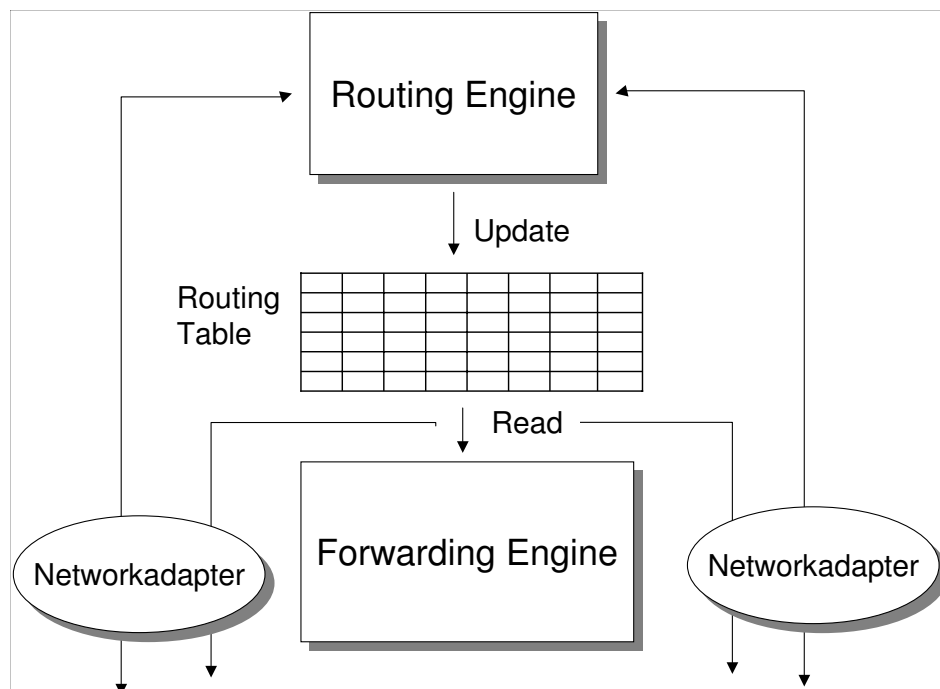 Routing Engine
Update
Routing
Table
Read
Forwarding Engine
Networkadapter
Networkadapter